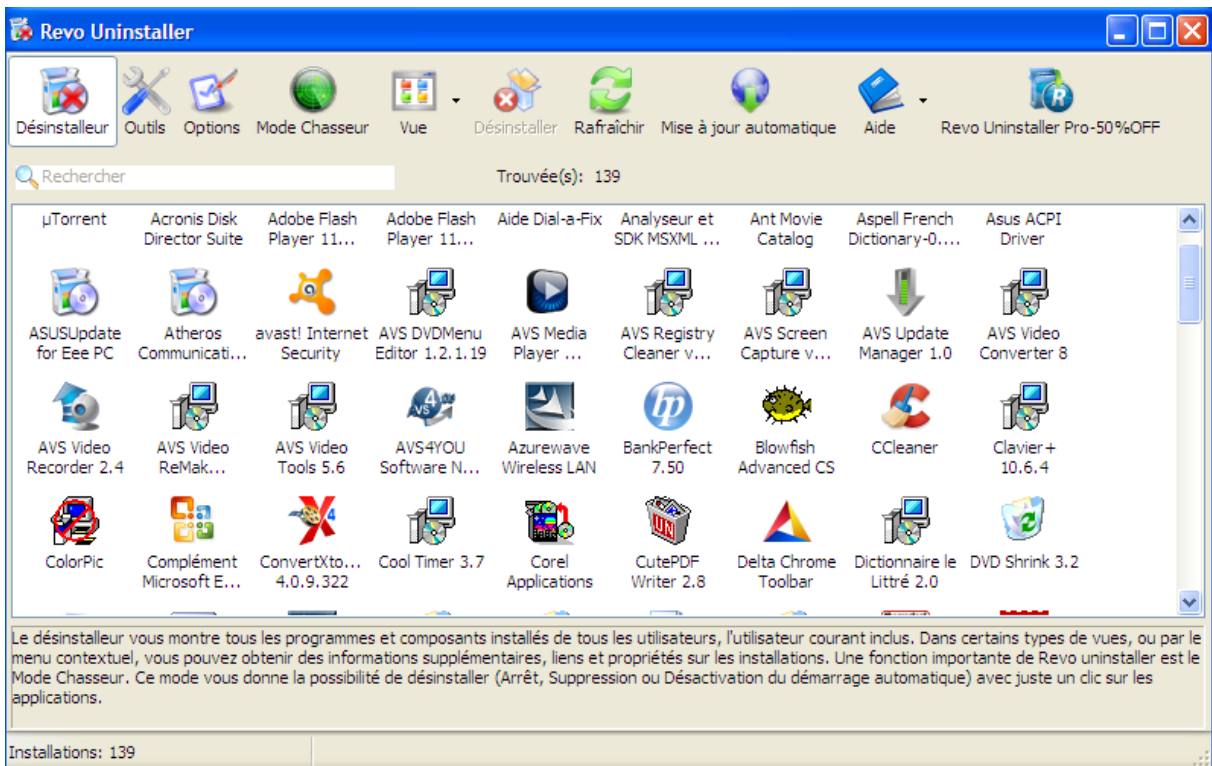 Revo Uninstaller
Désinstalleur Outils Options Mode Chasseur Vue Désinstaller Rafraîchir Mise à jour automatique Aide Revo Uninstaller Pro-50%OFF
Rechercher Trouvée(s): 139
µTorrent Acronis Disk Adobe Flash Adobe Flash Aide Dial-a-Fix Analyseur et Ant Movie Aspell French Asus ACPI
Director Suite Player 11... Player 11... SDK MSXML ... Catalog Dictionary-0.... Driver
ASUSUpdate Atheros avast! Internet AVS DVDMenu AVS Media AVS Registry AVS Screen AVS Update AVS Video
for Eee PC Communicati... Security Editor 1.2.1.19 Player ... Cleaner v... Capture v... Manager 1.0 Converter 8
AVS Video AVS Video AVS Video AVS4YOU Azurewave BankPerfect Blowfish CCleaner Clavier+
Recorder 2.4 ReMak... Tools 5.6 Software N... Wireless LAN 7.50 Advanced CS 10.6.4
ColorPic Complément ConvertXto... Cool Timer 3.7 Corel CutePDF Delta Chrome Dictionnaire le DVD Shrink 3.2
Microsoft E... 4.0.9.322 Applications Writer 2.8 Toolbar Littré 2.0
Le désinstalleur vous montre tous les programmes et composants installés de tous les utilisateurs, l'utilisateur courant inclus. Dans certains types de vues, ou par le
menu contextuel, vous pouvez obtenir des informations supplémentaires, liens et propriétés sur les installations. Une fonction importante de Revo uninstaller est le
Mode Chasseur. Ce mode vous donne la possibilité de désinstaller (Arrêt, Suppression ou Désactivation du démarrage automatique) avec juste un clic sur les
applications.
Installations: 139